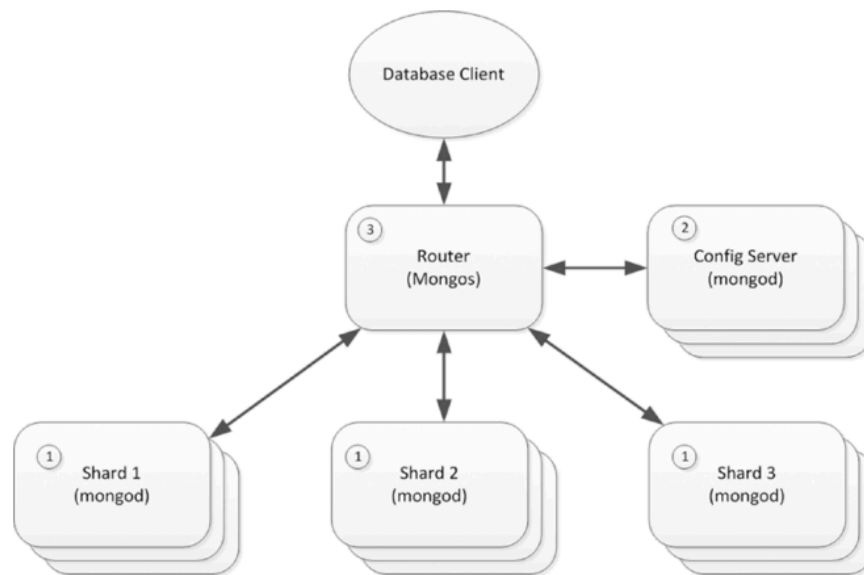 Database Client
3
Router
(Mongos)
2
Config Server
(mongod)
1
Shard 1
(mongod)
1
Shard 2
(mongod)
1
Shard 3
(mongod)